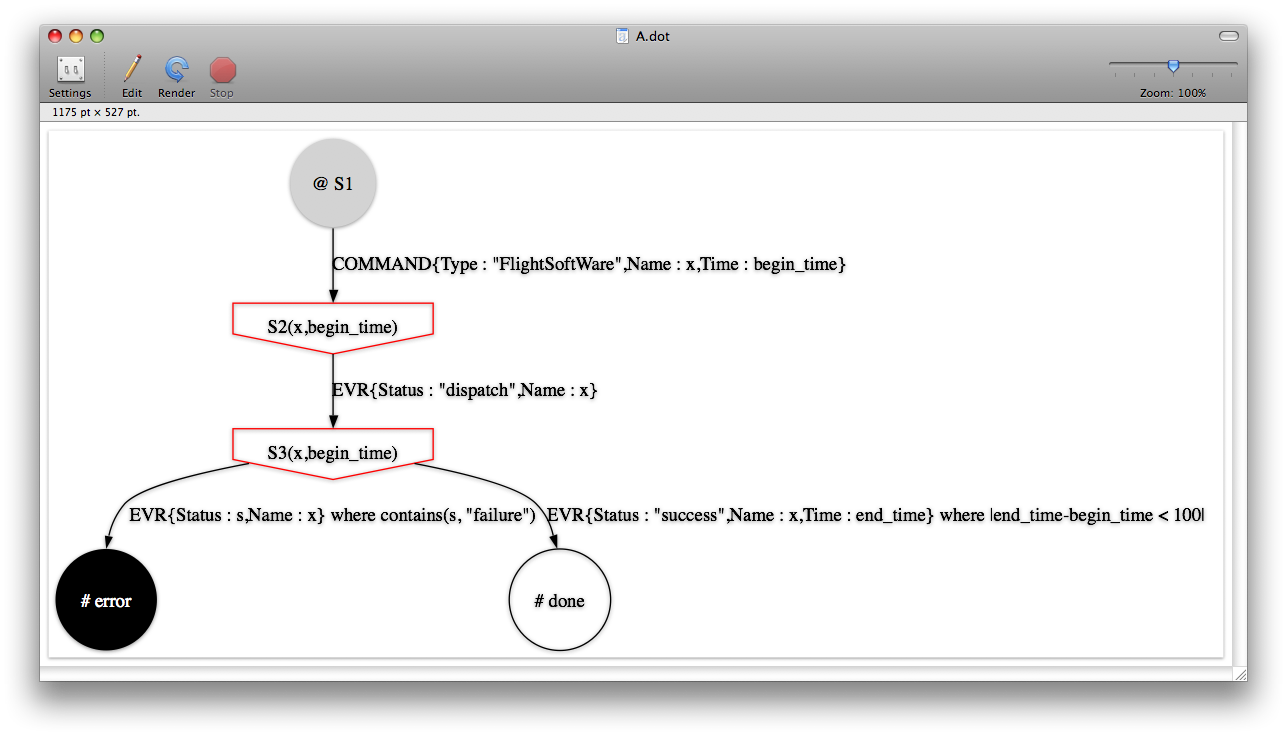 A.dot
Settings Edit Render Stop Zoom: 100%
1175 pt × 527 pt.
@ S1
COMMAND{Type : "FlightSoftWare",Name : x,Time : begin_time}
S2(x,begin_time)
EVR{Status : "dispatch",Name : x}
S3(x,begin_time)
EVR{Status : s,Name : x} where contains(s, "failure") EVR{Status : "success",Name : x,Time : end_time} where |end_time-begin_time < 100|
# error # done